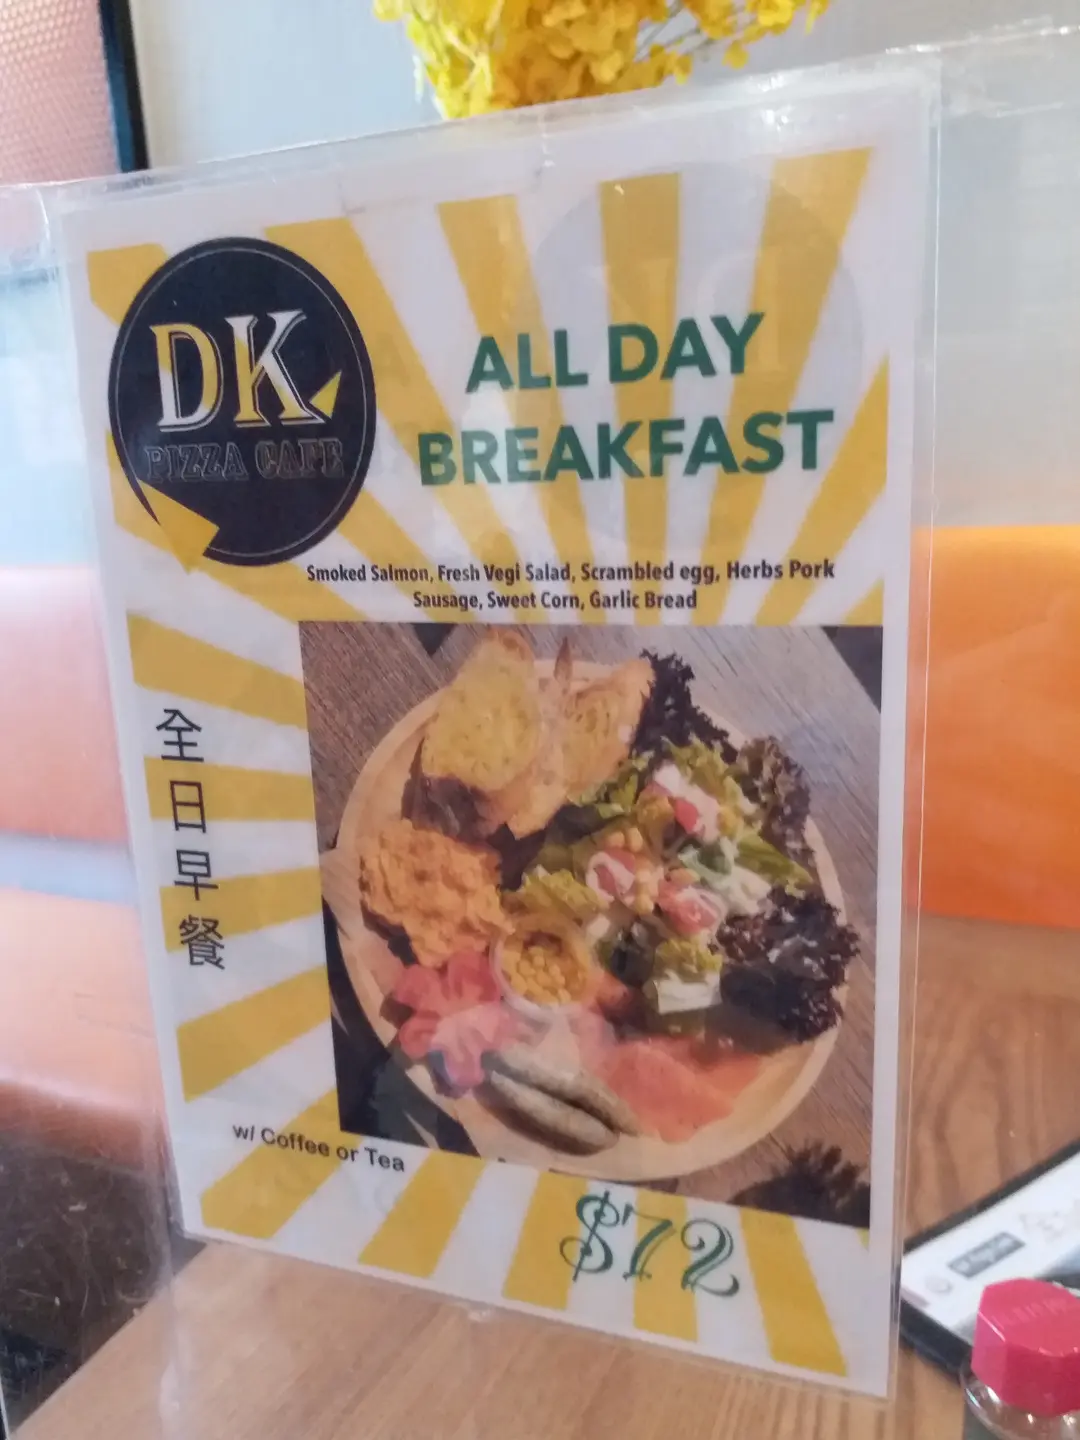 DK
PIZZA CAFE
ALL DAY
BREAKFAST
Smoked Salmon, Fresh Vegi Salad, Scrambled egg, Herbs Pork
Sausage, Sweet Corn, Garlic Bread
全日早餐
w/ Coffee or Tea
$72